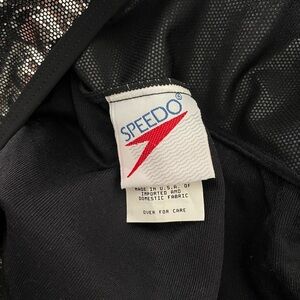 SPEEDO®
MADE IN U.S.A. OF
IMPORTED AND
DOMESTIC FABRIC
OVER FOR CARE